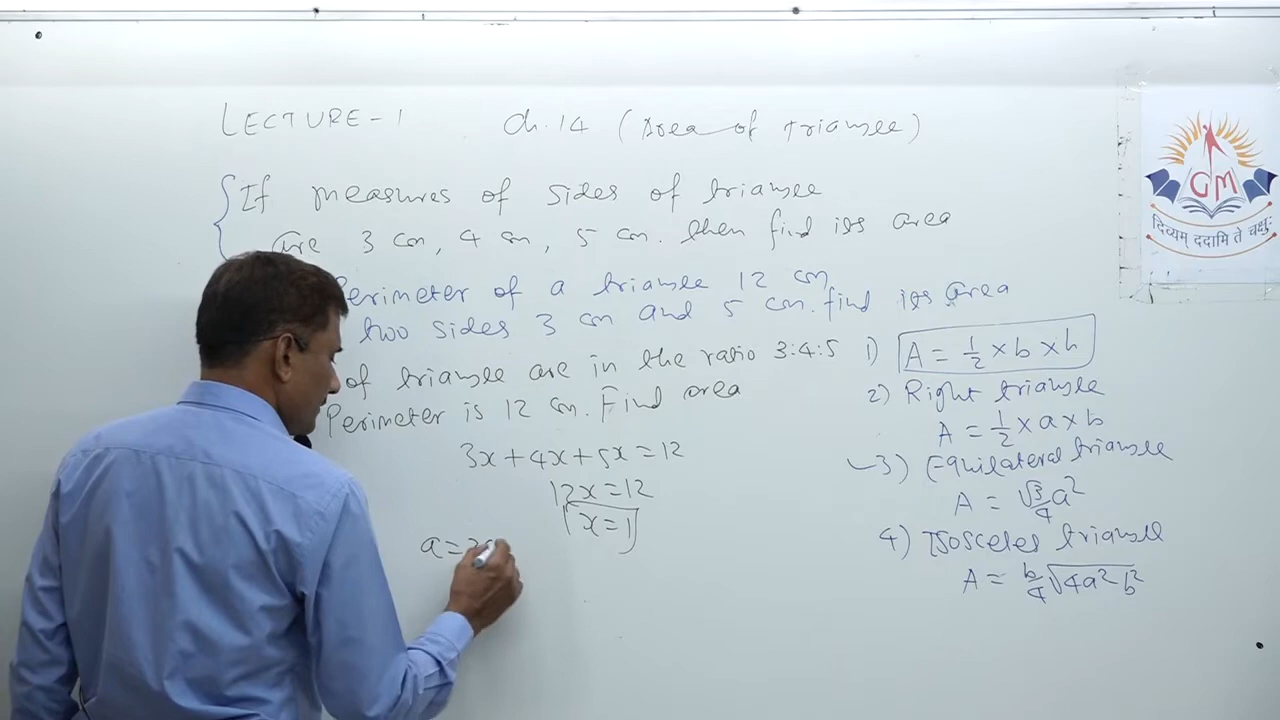 LECTURE-1 Ch.14 (Area of triangle)
If measures of sides of triangle
are 3 cm, 4 cm, 5 cm. then find its area
Perimeter of a triangle 12 cm
two sides 3 cm and 5 cm. find its area
of triangle are in the ratio 3:4:5
Perimeter is 12 cm. Find area
3x+4x+5x=12
12x=12
x=1
a=3
1) A = 1/2 × b × h
2) Right triangle
A = 1/2 × a × b
3) Equilateral triangle
A = √3/4 a²
4) Isosceles triangle
A = b/4 √4a² b²
GM
दिव्यम् ददामि ते चक्षुः